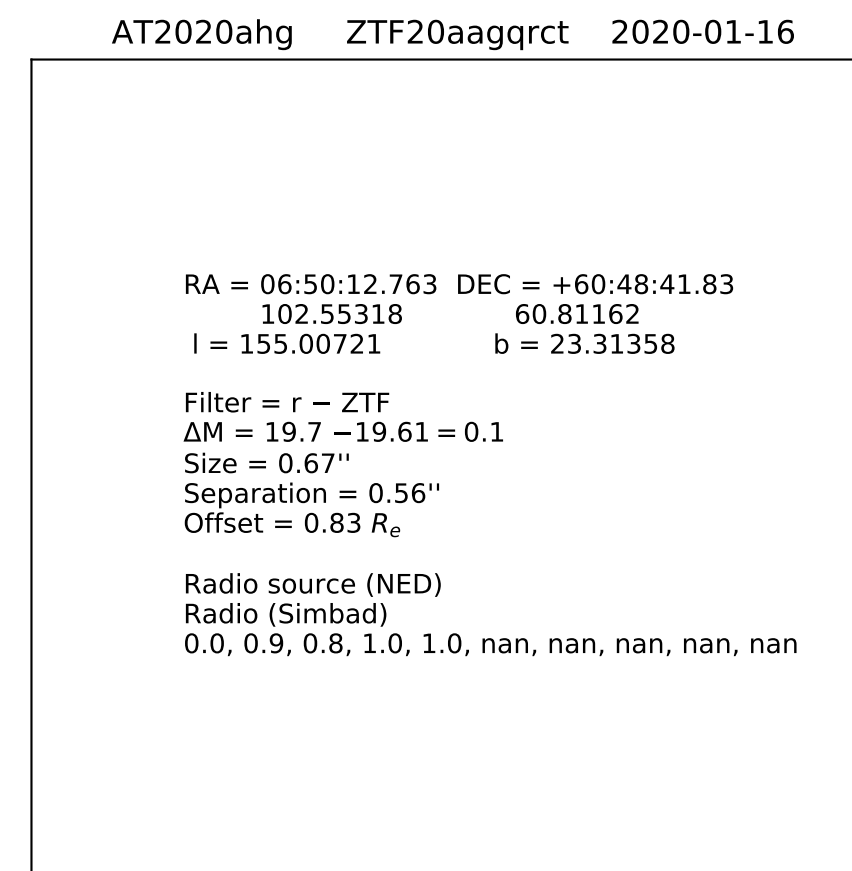 AT2020ahg ZTF20aagqrct 2020-01-16
RA = 06:50:12.763 DEC = +60:48:41.83
102.55318 60.81162
l = 155.00721 b = 23.31358
Filter = r − ZTF
ΔM = 19.7 −19.61 = 0.1
Size = 0.67''
Separation = 0.56''
Offset = 0.83 Rₑ
Radio source (NED)
Radio (Simbad)
0.0, 0.9, 0.8, 1.0, 1.0, nan, nan, nan, nan, nan